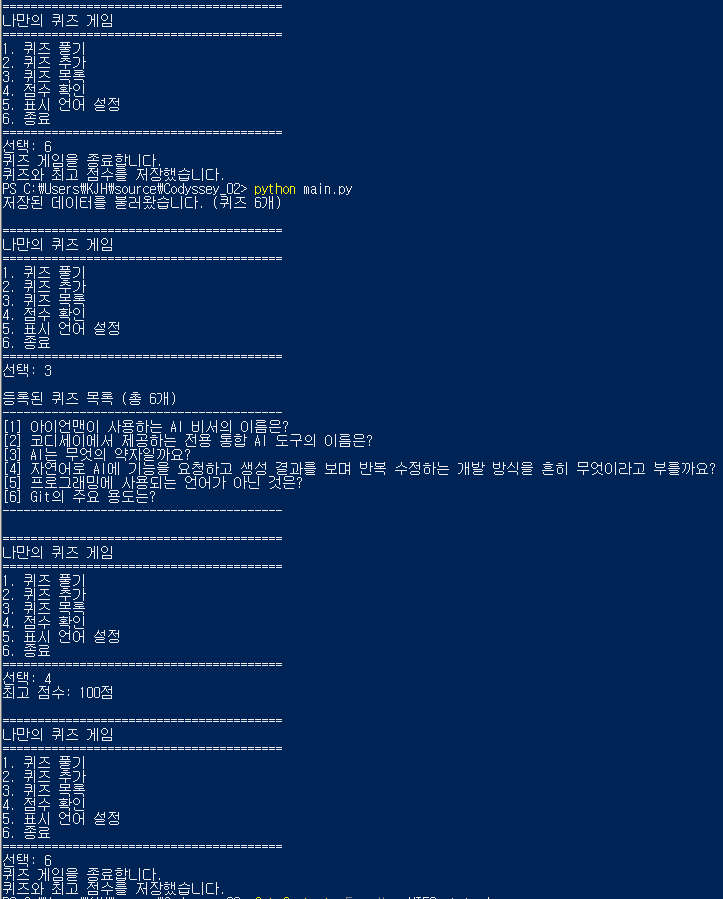 ========================================
나만의 퀴즈 게임
========================================
1. 퀴즈 풀기
2. 퀴즈 추가
3. 퀴즈 목록
4. 점수 확인
5. 표시 언어 설정
6. 종료
========================================
선택: 6
퀴즈 게임을 종료합니다.
퀴즈와 최고 점수를 저장했습니다.
PS C:\Users\KJH\source\Codyssey_02> python main.py
저장된 데이터를 불러왔습니다. (퀴즈 6개)
========================================
나만의 퀴즈 게임
========================================
1. 퀴즈 풀기
2. 퀴즈 추가
3. 퀴즈 목록
4. 점수 확인
5. 표시 언어 설정
6. 종료
========================================
선택: 3
등록된 퀴즈 목록 (총 6개)
----------------------------------------
[1] 아이언맨이 사용하는 AI 비서의 이름은?
[2] 코디세이에서 제공하는 전용 통합 AI 도구의 이름은?
[3] AI는 무엇의 약자일까요?
[4] 자연어로 AI에 기능을 요청하고 생성 결과를 보며 반복 수정하는 개발 방식을 흔히 무엇이라고 부를까요?
[5] 프로그래밍에 사용되는 언어가 아닌 것은?
[6] Git의 주요 용도는?
----------------------------------------
========================================
나만의 퀴즈 게임
========================================
1. 퀴즈 풀기
2. 퀴즈 추가
3. 퀴즈 목록
4. 점수 확인
5. 표시 언어 설정
6. 종료
========================================
선택: 4
최고 점수: 100점
========================================
나만의 퀴즈 게임
========================================
1. 퀴즈 풀기
2. 퀴즈 추가
3. 퀴즈 목록
4. 점수 확인
5. 표시 언어 설정
6. 종료
========================================
선택: 6
퀴즈 게임을 종료합니다.
퀴즈와 최고 점수를 저장했습니다.